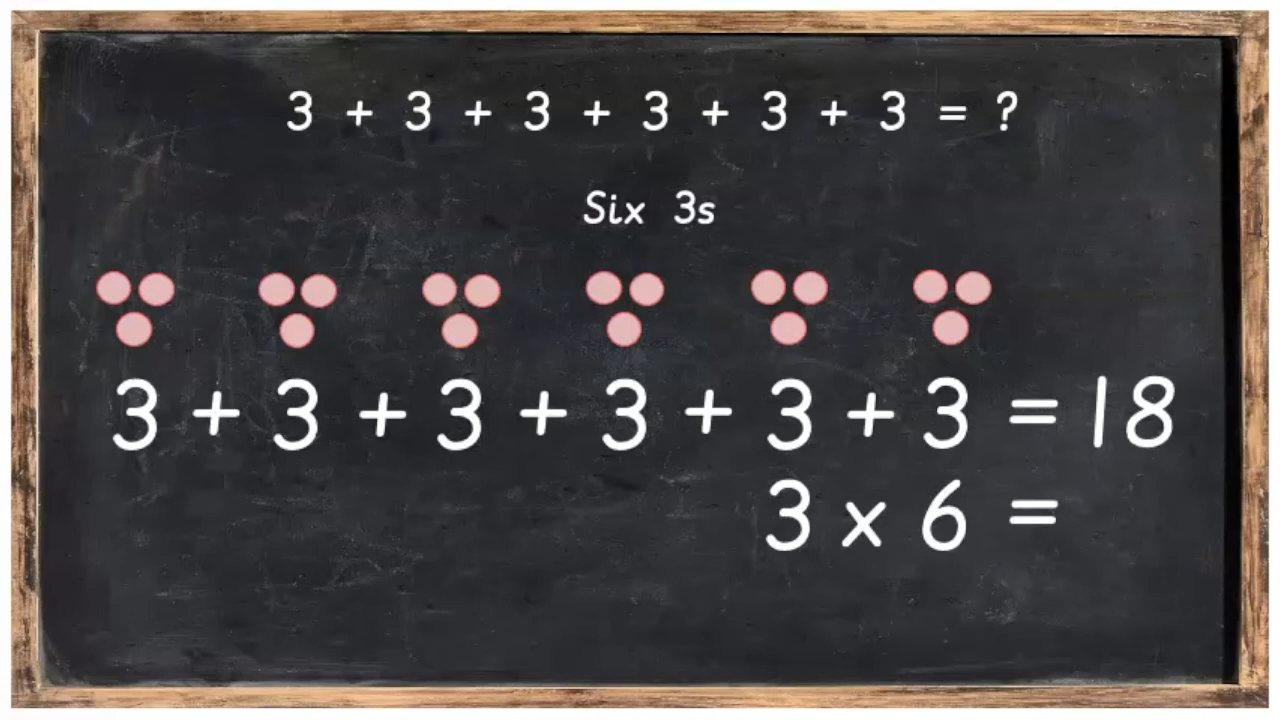 3 + 3 + 3 + 3 + 3 + 3 = ?
Six 3s
3 + 3 + 3 + 3 + 3 + 3 = 18
3 x 6 =